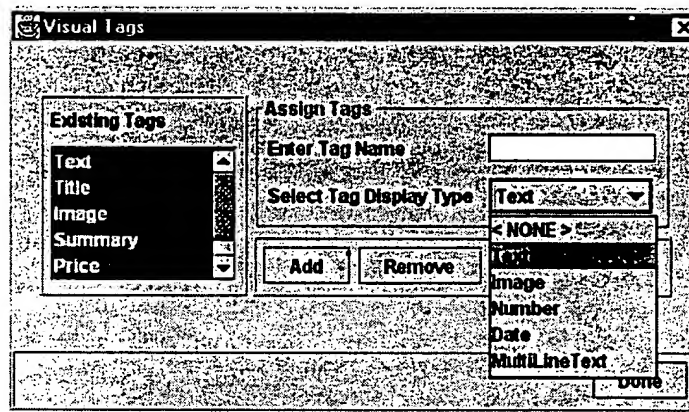 Visual Tags
Existing Tags
Text
Title
Image
Summary
Price
Assign Tags
Enter Tag Name
Select Tag Display Type
Text
< NONE >
Text
Image
Number
Date
MultiLineText
Add
Remove
Done